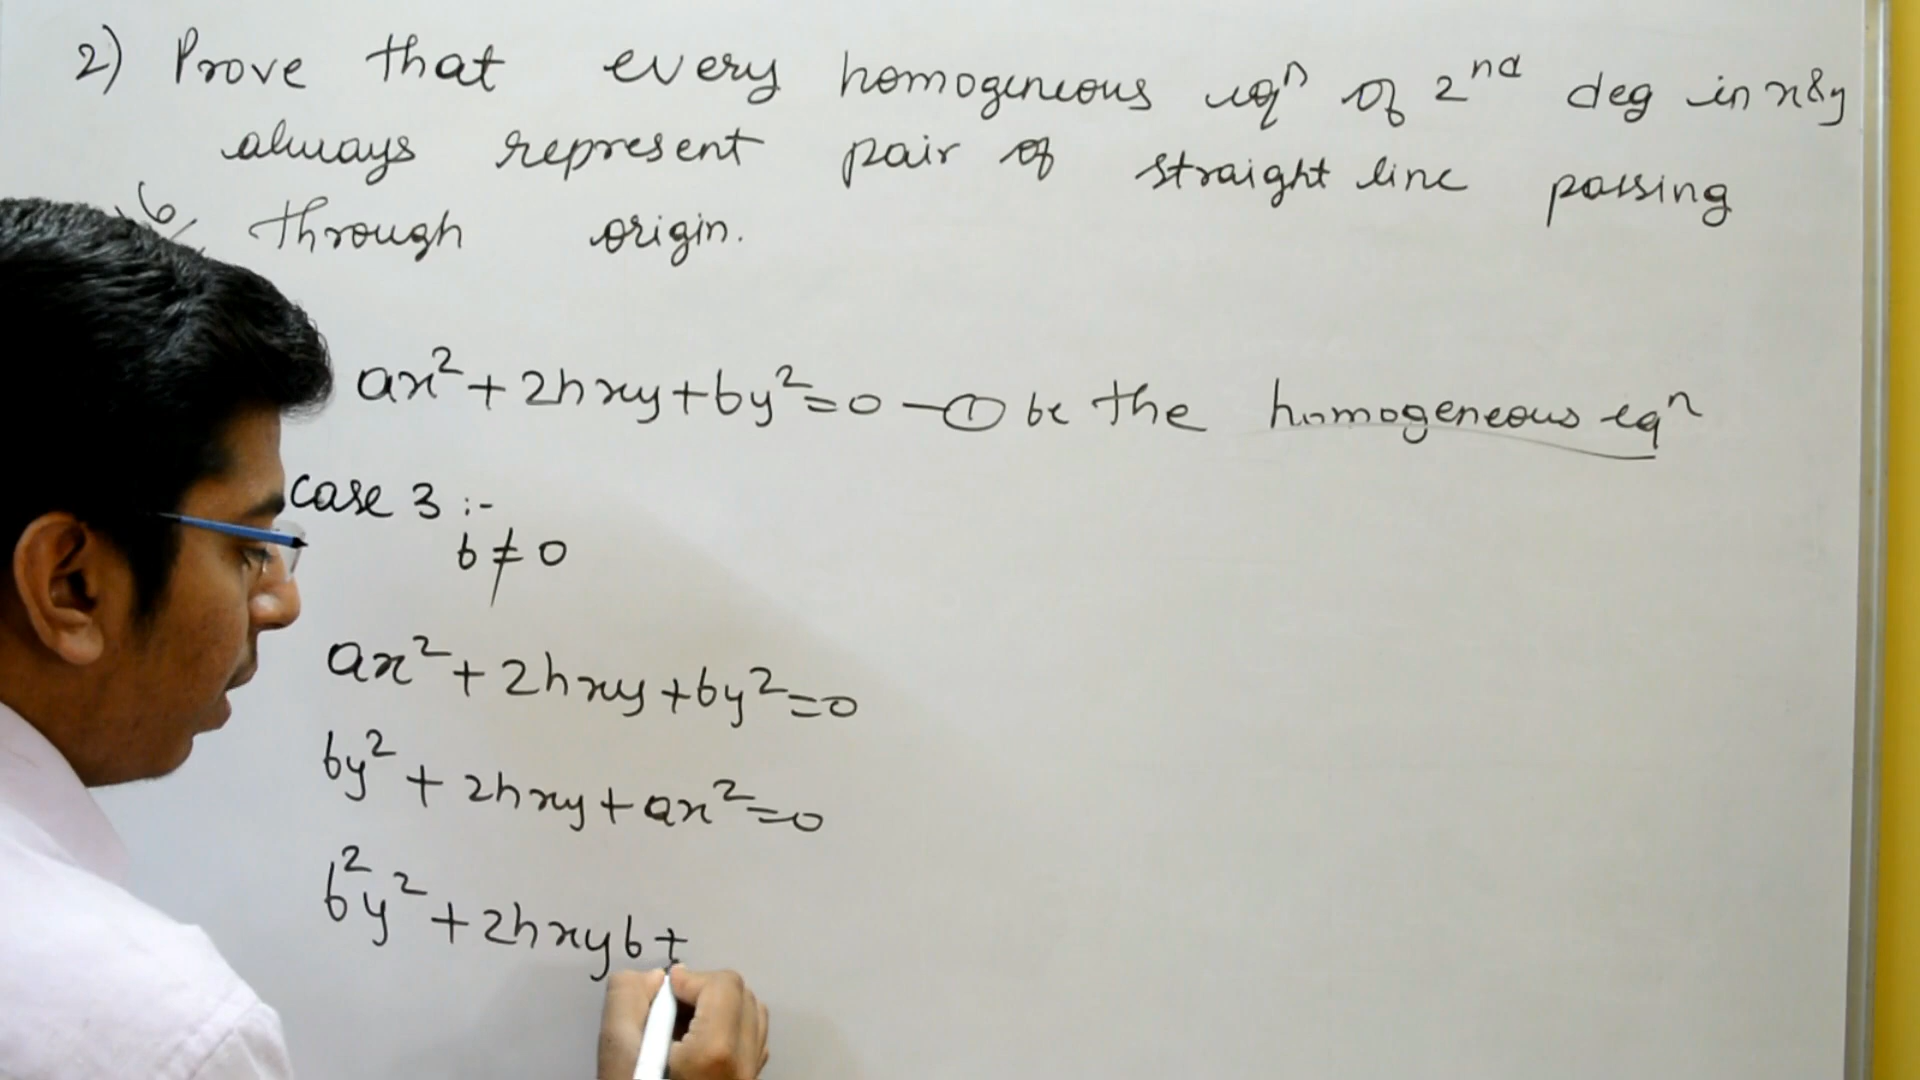 2) Prove that every homogeneous eqⁿ of 2ⁿᵈ deg in x&y
always represent pair of straight line passing
through origin.
ax² + 2hxy + by² = 0 — ① be the homogeneous eqⁿ
case 3 :-
b ≠ 0
ax² + 2hxy + by² = 0
by² + 2hxy + ax² = 0
b²y² + 2hxyb +